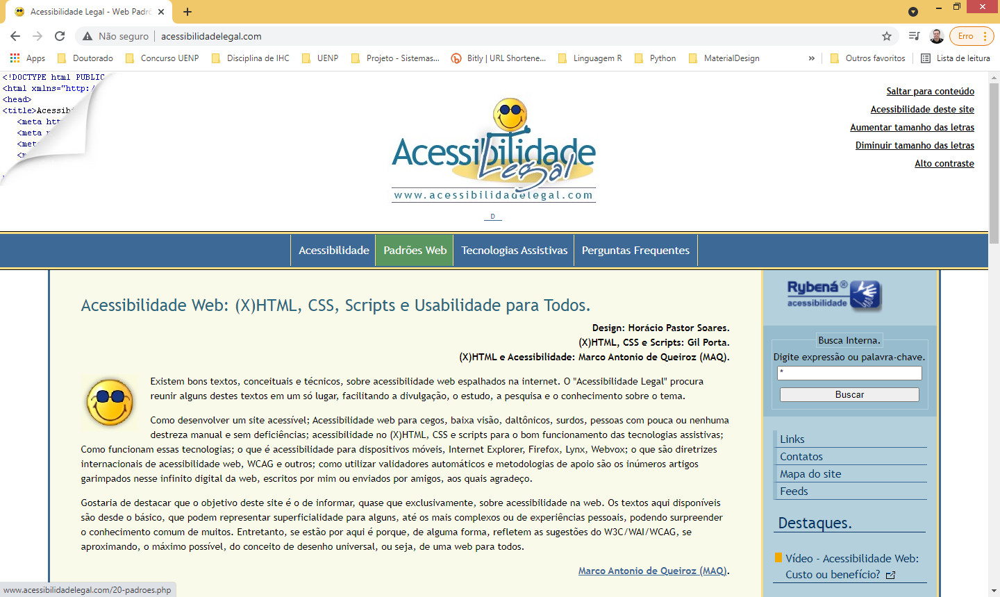 Acessibilidade Legal - Web Padrõ
Não seguro
acessibilidadelegal.com
Erro
Apps
Doutorado
Concurso UENP
Disciplina de IHC
UENP
Projeto - Sistemas...
Bitly | URL Shortene...
Linguagem R
Python
MaterialDesign
»
Outros favoritos
Lista de leitura
<!DOCTYPE html PUBLIC
<html xmlns="http:/
<head>
<title>Acessib
<meta htt
<meta n
<met
<m
Acessibilidade
Legal
www.acessibilidadelegal.com
D
Saltar para conteúdo
Acessibilidade deste site
Aumentar tamanho das letras
Diminuir tamanho das letras
Alto contraste
Acessibilidade
Padrões Web
Tecnologias Assistivas
Perguntas Frequentes
Acessibilidade Web: (X)HTML, CSS, Scripts e Usabilidade para Todos.
Design: Horácio Pastor Soares.
(X)HTML, CSS e Scripts: Gil Porta.
(X)HTML e Acessibilidade: Marco Antonio de Queiroz (MAQ).
Existem bons textos, conceituais e técnicos, sobre acessibilidade web espalhados na internet. O "Acessibilidade Legal" procura
reunir alguns destes textos em um só lugar, facilitando a divulgação, o estudo, a pesquisa e o conhecimento sobre o tema.
Como desenvolver um site acessível; Acessibilidade web para cegos, baixa visão, daltônicos, surdos, pessoas com pouca ou nenhuma
destreza manual e sem deficiências; acessibilidade no (X)HTML, CSS e scripts para o bom funcionamento das tecnologias assistivas;
Como funcionam essas tecnologias; o que é acessibilidade para dispositivos móveis, Internet Explorer, Firefox, Lynx, Webvox; o que são diretrizes
internacionais de acessibilidade web, WCAG e outros; como utilizar validadores automáticos e metodologias de apoio são os inúmeros artigos
garimpados nesse infinito digital da web, escritos por mim ou enviados por amigos, aos quais agradeço.
Gostaria de destacar que o objetivo deste site é o de informar, quase que exclusivamente, sobre acessibilidade na web. Os textos aqui disponíveis
são desde o básico, que podem representar superficialidade para alguns, até os mais complexos ou de experiências pessoais, podendo surpreender
o conhecimento comum de muitos. Entretanto, se estão por aqui é porque, de alguma forma, refletem as sugestões do W3C/WAI/WCAG, se
aproximando, o máximo possível, do conceito de desenho universal, ou seja, de uma web para todos.
Marco Antonio de Queiroz (MAQ).
Rybená®
acessibilidade
Busca Interna.
Digite expressão ou palavra-chave.
*
Buscar
Links
Contatos
Mapa do site
Feeds
Destaques.
Vídeo - Acessibilidade Web:
Custo ou benefício?
www.acessibilidadelegal.com/20-padroes.php